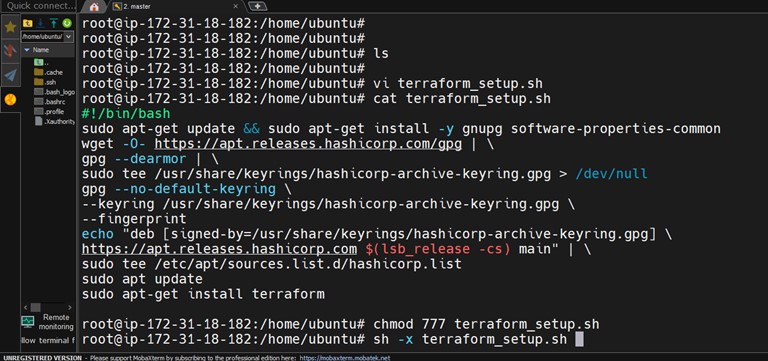 Quick connect...
2. master
/home/ubuntu/
Name
..
.cache
.ssh
.bash_logo
.bashrc
.profile
.Xauthority
Remote
monitoring
llow terminal f
root@ip-172-31-18-182:/home/ubuntu#
root@ip-172-31-18-182:/home/ubuntu#
root@ip-172-31-18-182:/home/ubuntu# ls
root@ip-172-31-18-182:/home/ubuntu#
root@ip-172-31-18-182:/home/ubuntu# vi terraform_setup.sh
root@ip-172-31-18-182:/home/ubuntu# cat terraform_setup.sh
#!/bin/bash
sudo apt-get update && sudo apt-get install -y gnupg software-properties-common
wget -O- https://apt.releases.hashicorp.com/gpg | \
gpg --dearmor | \
sudo tee /usr/share/keyrings/hashicorp-archive-keyring.gpg > /dev/null
gpg --no-default-keyring \
--keyring /usr/share/keyrings/hashicorp-archive-keyring.gpg \
--fingerprint
echo "deb [signed-by=/usr/share/keyrings/hashicorp-archive-keyring.gpg] \
https://apt.releases.hashicorp.com $(lsb_release -cs) main" | \
sudo tee /etc/apt/sources.list.d/hashicorp.list
sudo apt update
sudo apt-get install terraform
root@ip-172-31-18-182:/home/ubuntu# chmod 777 terraform_setup.sh
root@ip-172-31-18-182:/home/ubuntu# sh -x terraform_setup.sh
UNREGISTERED VERSION - Please support MobaXterm by subscribing to the professional edition here: https://mobaxterm.mobatek.net